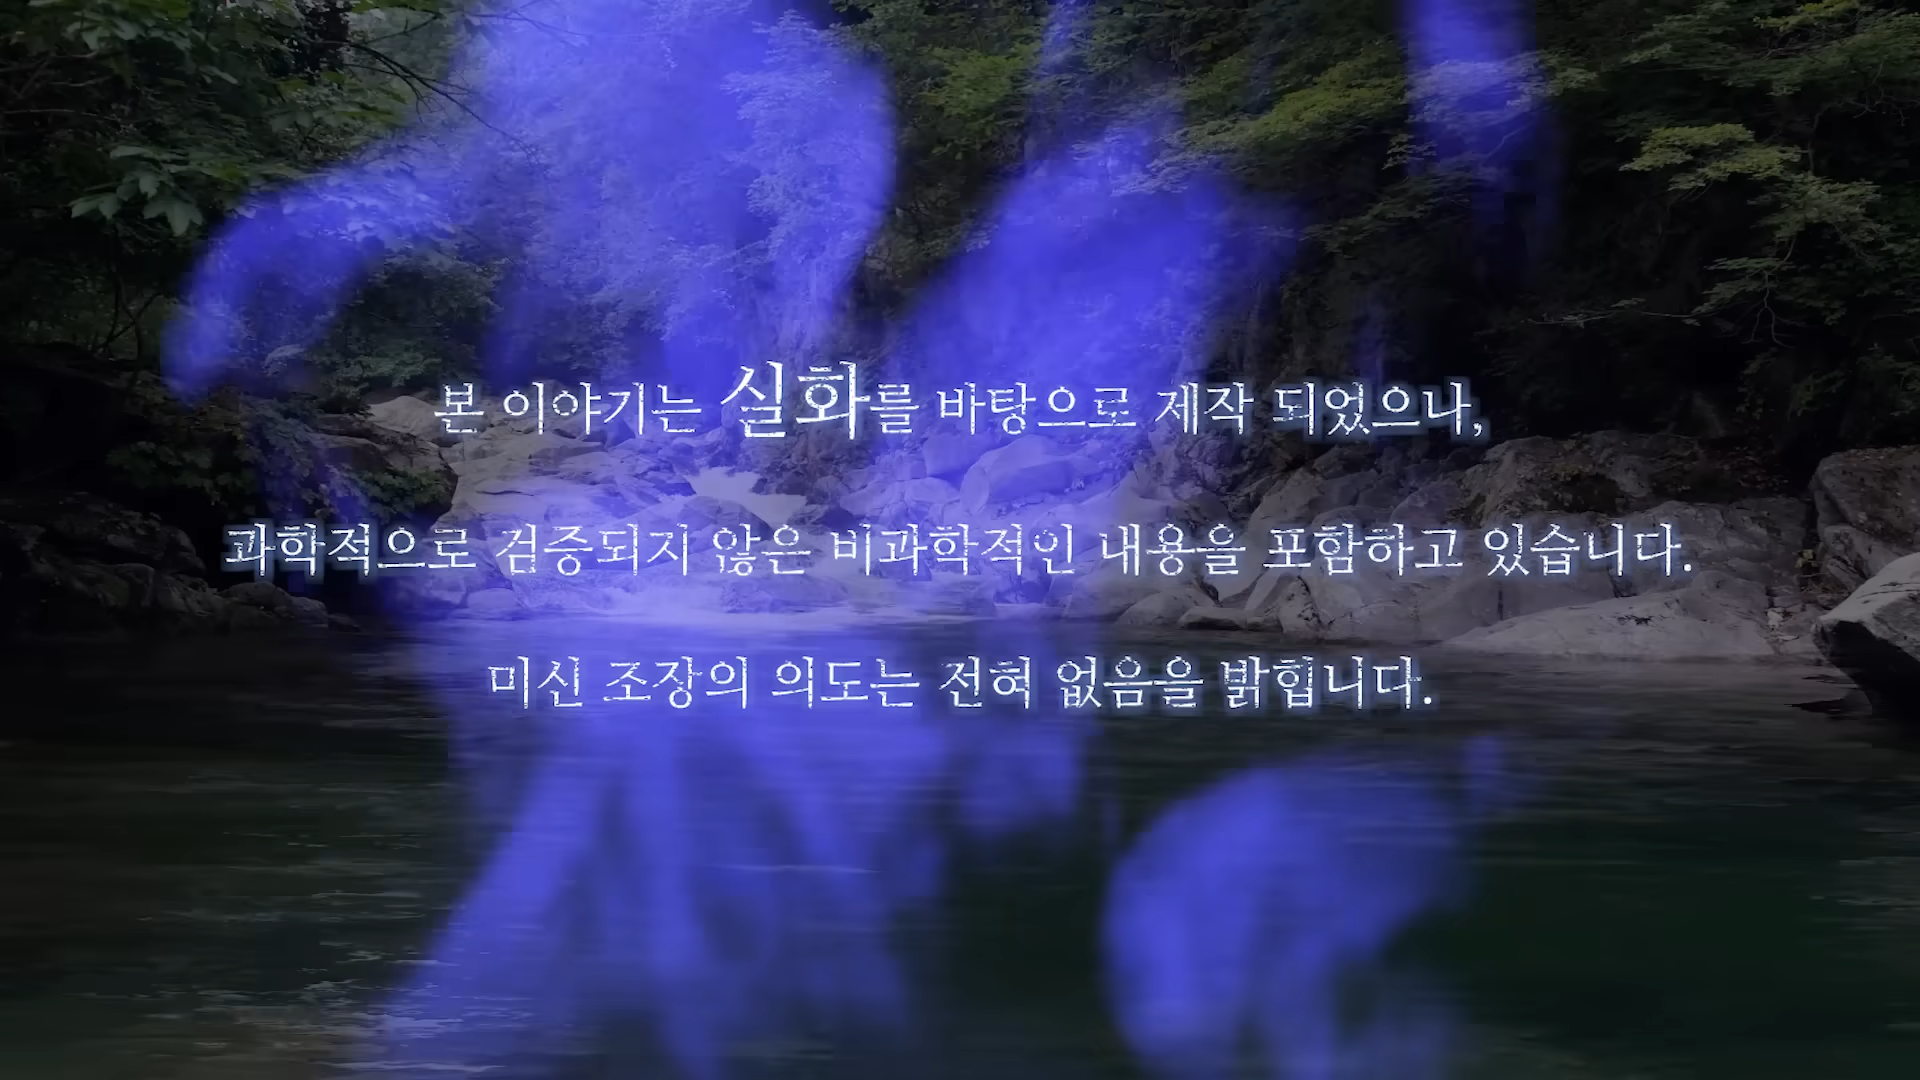 본 이야기는 실화를 바탕으로 제작 되었으나,
과학적으로 검증되지 않은 비과학적인 내용을 포함하고 있습니다.
미신 조장의 의도는 전혀 없음을 밝힙니다.